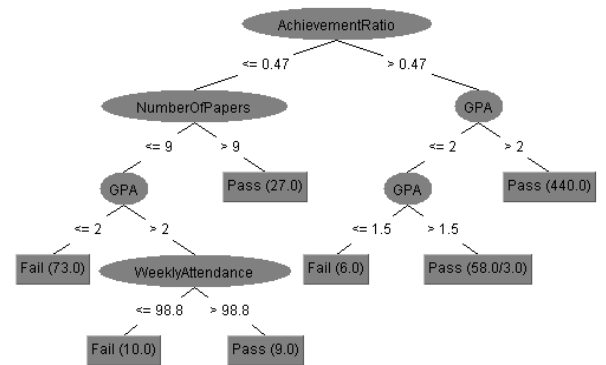 AchievementRatio
<= 0.47 > 0.47
NumberOfPapers GPA
<= 9 > 9 <= 2 > 2
GPA Pass (27.0) GPA Pass (440.0)
<= 2 > 2 <= 1.5 > 1.5
Fail (73.0) WeeklyAttendance Fail (6.0) Pass (58.0/3.0)
<= 98.8 > 98.8
Fail (10.0) Pass (9.0)